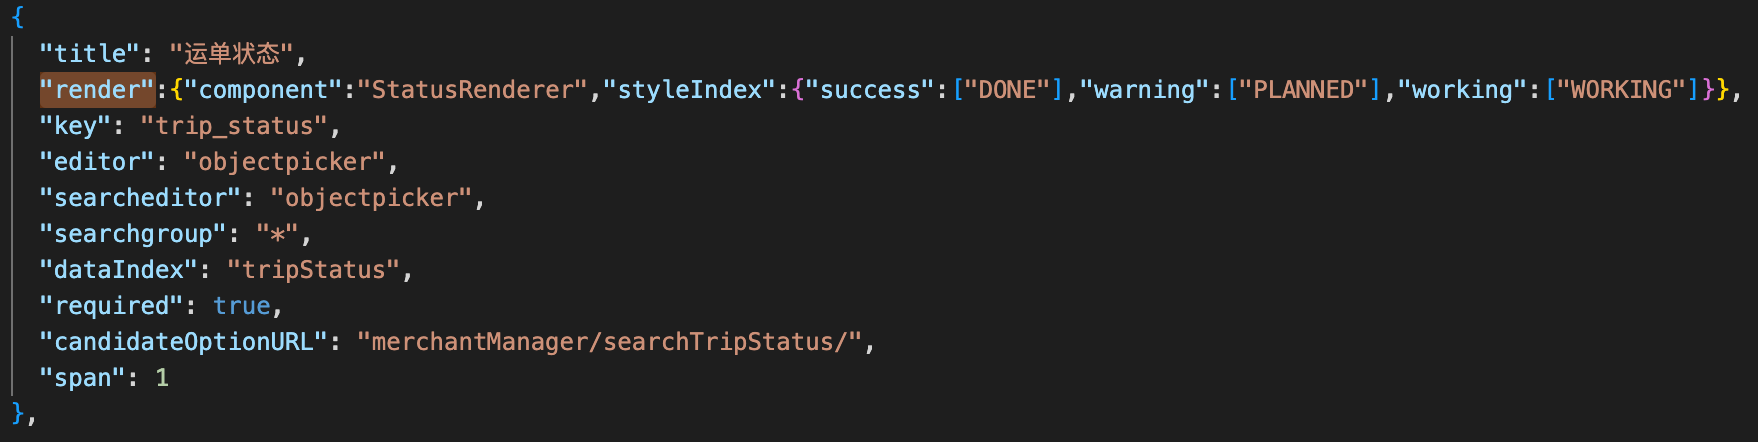 {
"title": "运单状态",
"render":{"component":"StatusRenderer","styleIndex":{"success":["DONE"],"warning":["PLANNED"],"working":["WORKING"]}},
"key": "trip_status",
"editor": "objectpicker",
"searcheditor": "objectpicker",
"searchgroup": "*",
"dataIndex": "tripStatus",
"required": true,
"candidateOptionURL": "merchantManager/searchTripStatus/",
"span": 1
},